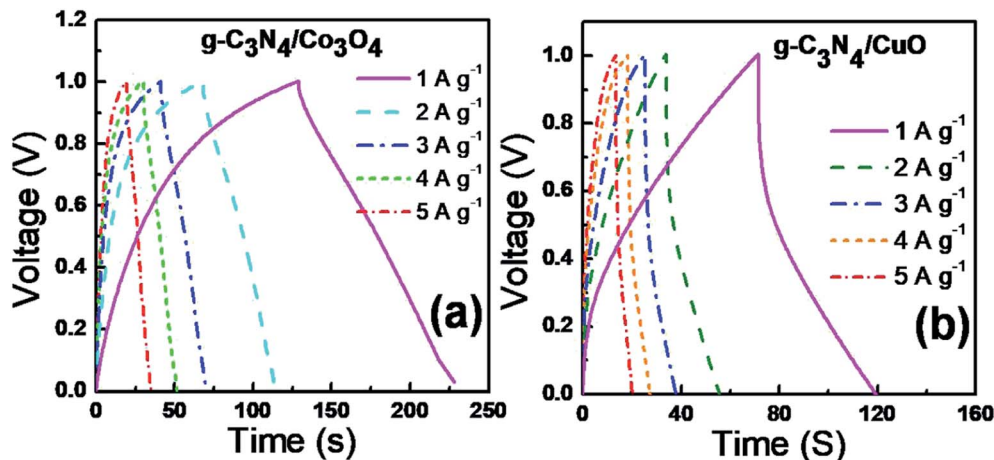 g-C₃N₄/Co₃O₄
1 A g⁻¹
2 A g⁻¹
3 A g⁻¹
4 A g⁻¹
5 A g⁻¹
(a)
Voltage (V)
1.2
1.0
0.8
0.6
0.4
0.2
0.0
0
50
100
150
200
250
Time (s)
g-C₃N₄/CuO
1 A g⁻¹
2 A g⁻¹
3 A g⁻¹
4 A g⁻¹
5 A g⁻¹
(b)
Voltage (V)
1.0
0.8
0.6
0.4
0.2
0.0
0
40
80
120
160
Time (S)